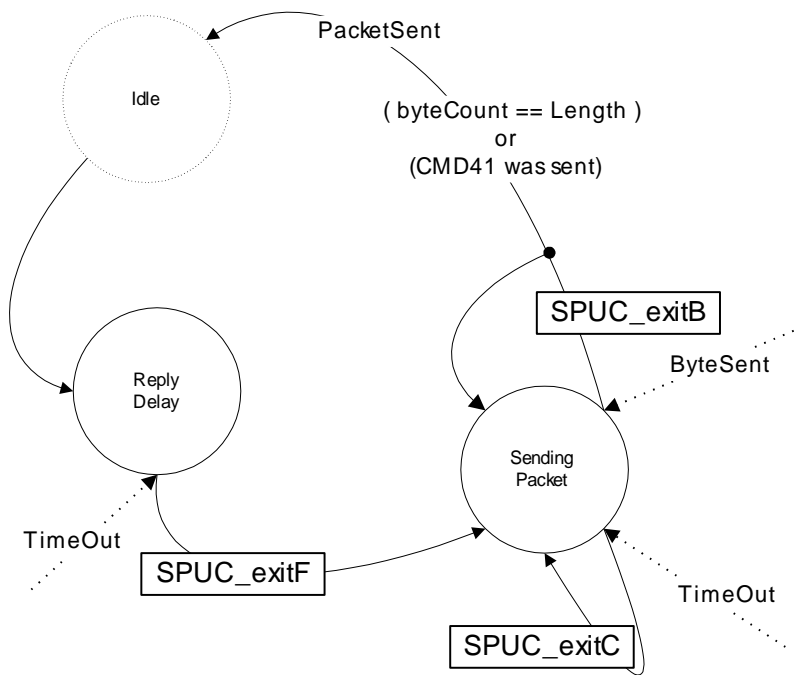 PacketSent
Idle
( byteCount == Length )
or
(CMD41 was sent)
SPUC_exitB
ByteSent
Reply
Delay
Sending
Packet
TimeOut
SPUC_exitF
TimeOut
SPUC_exitC